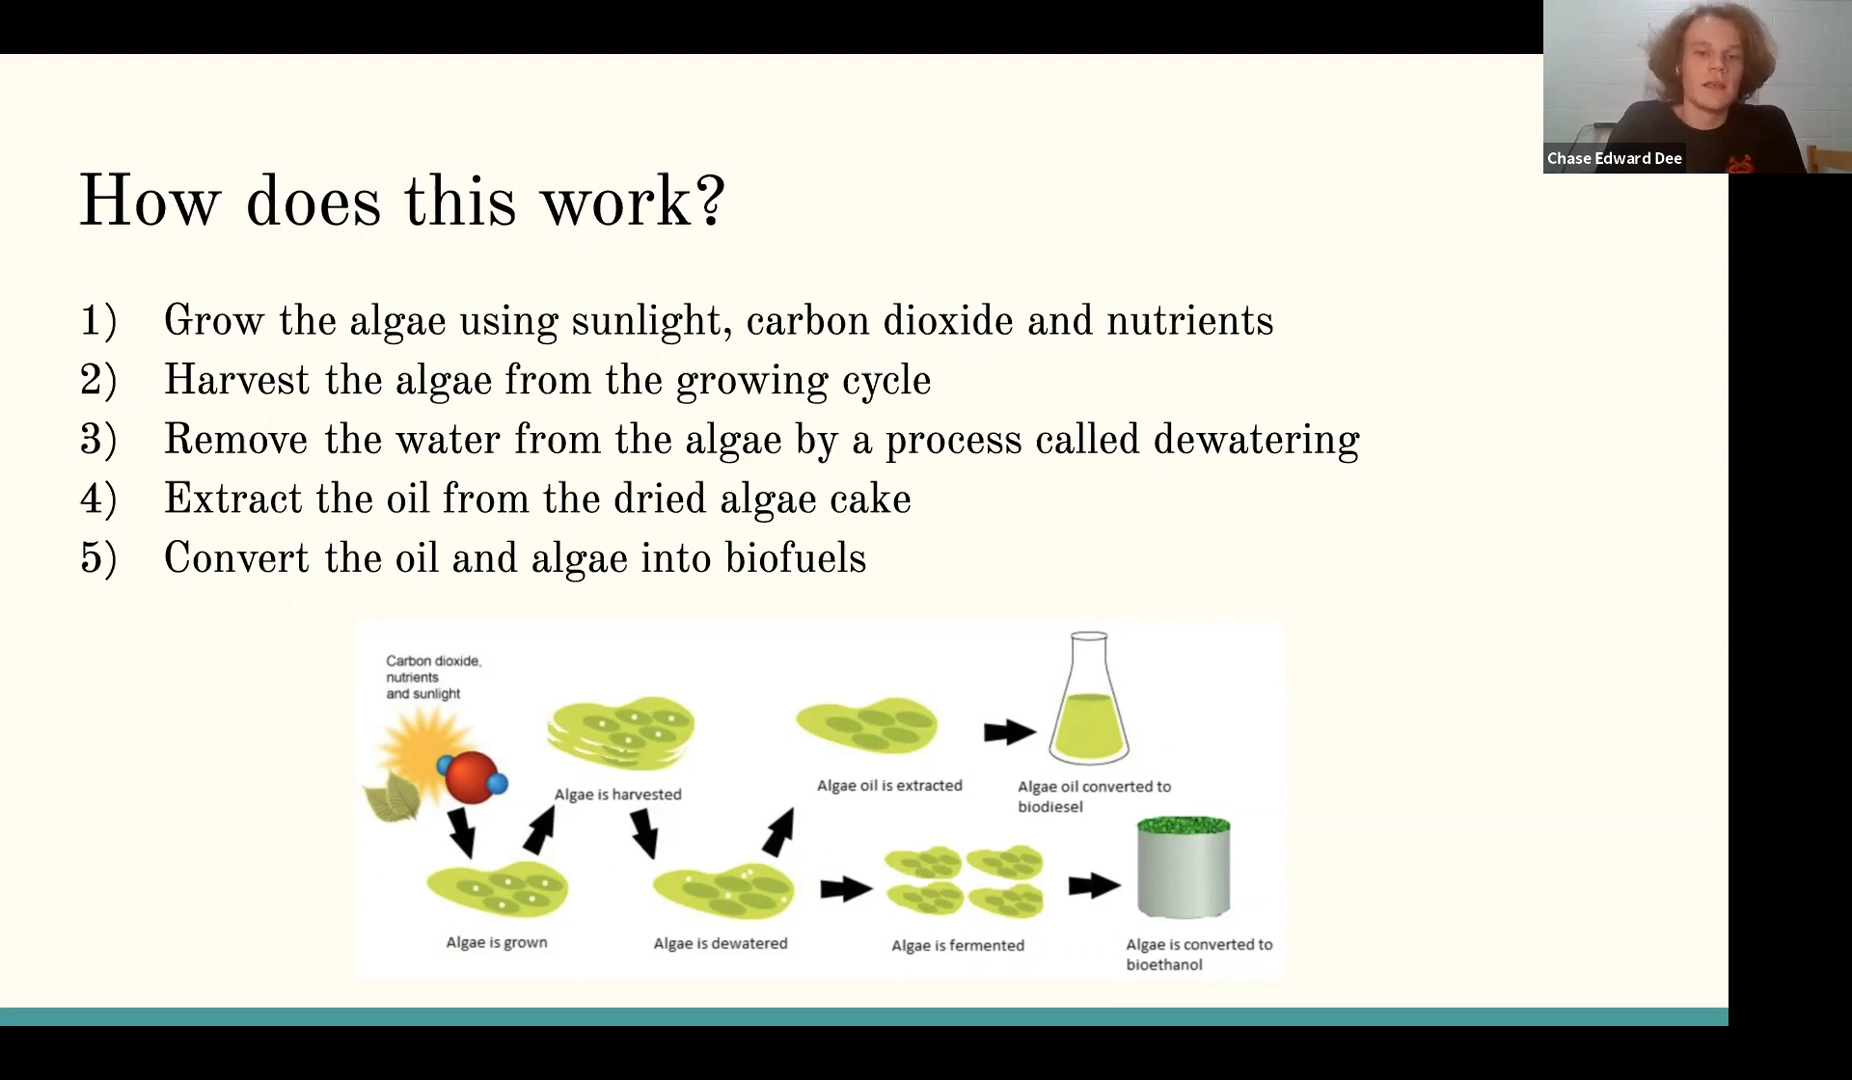 Chase Edward Dee
How does this work?
1) Grow the algae using sunlight, carbon dioxide and nutrients
2) Harvest the algae from the growing cycle
3) Remove the water from the algae by a process called dewatering
4) Extract the oil from the dried algae cake
5) Convert the oil and algae into biofuels
Carbon dioxide,
nutrients
and sunlight
Algae is harvested
Algae oil is extracted
Algae oil converted to
biodiesel
Algae is grown
Algae is dewatered
Algae is fermented
Algae is converted to
bioethanol